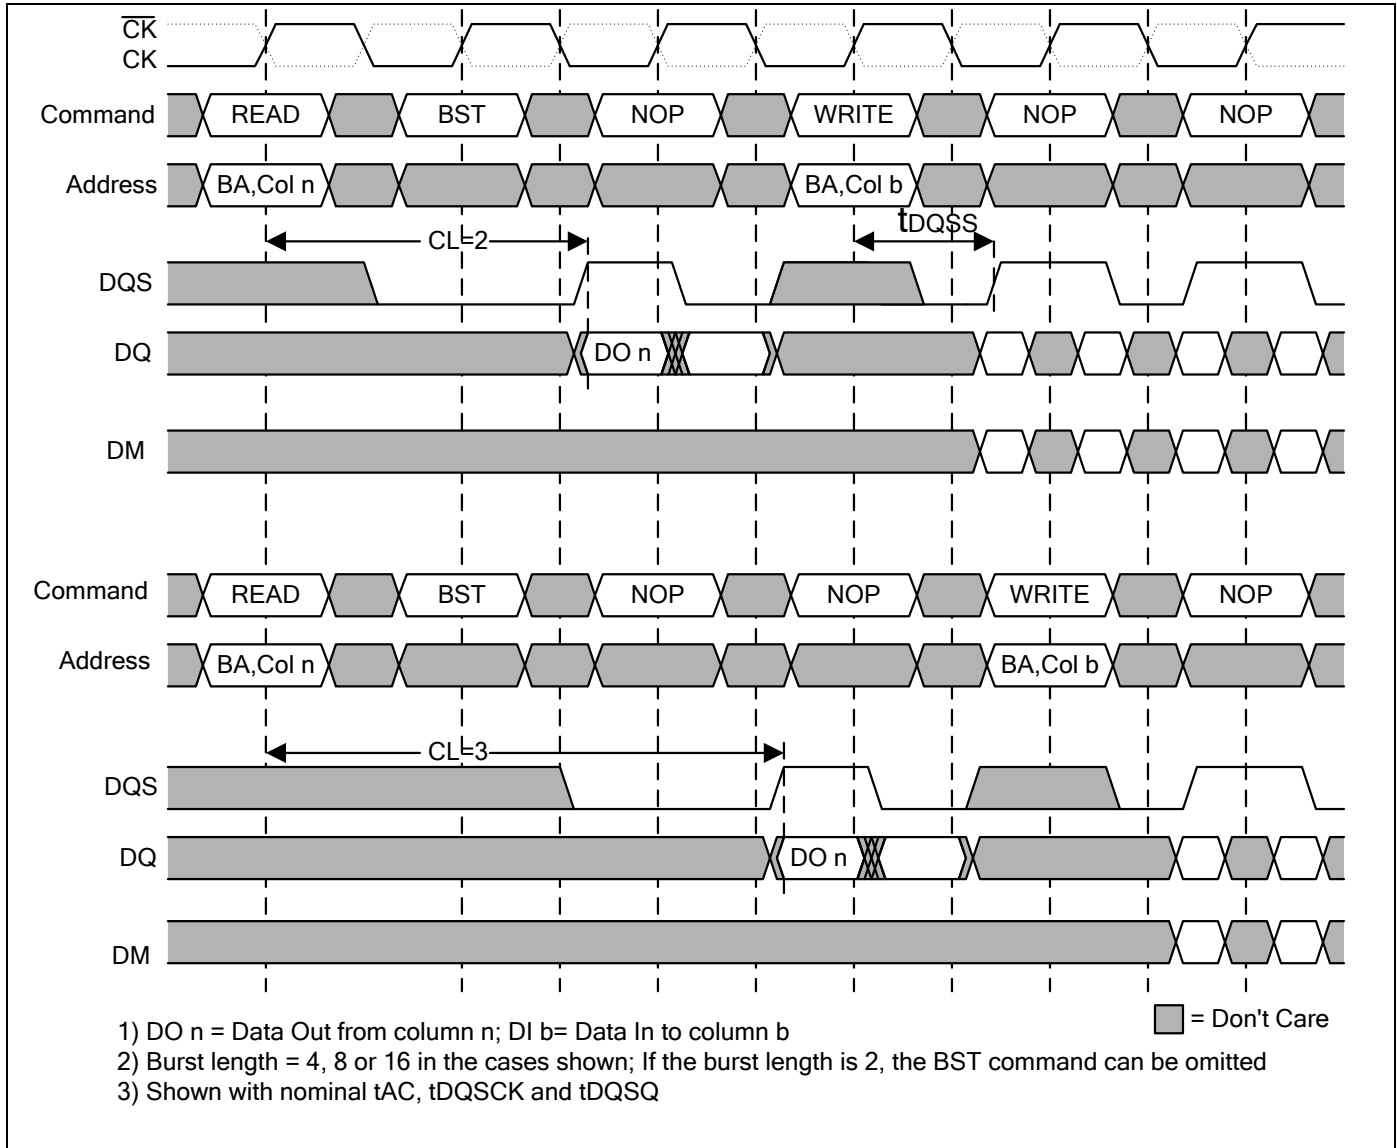 CK
CK
Command READ BST NOP WRITE NOP NOP
Address BA,Col n BA,Col b
CL=2 tDQSS
DQS
DQ DO n
DM
Command READ BST NOP NOP WRITE NOP
Address BA,Col n BA,Col b
CL=3
DQS
DQ DO n
DM
= Don't Care
1) DO n = Data Out from column n; DI b= Data In to column b
2) Burst length = 4, 8 or 16 in the cases shown; If the burst length is 2, the BST command can be omitted
3) Shown with nominal tAC, tDQSCK and tDQSQ